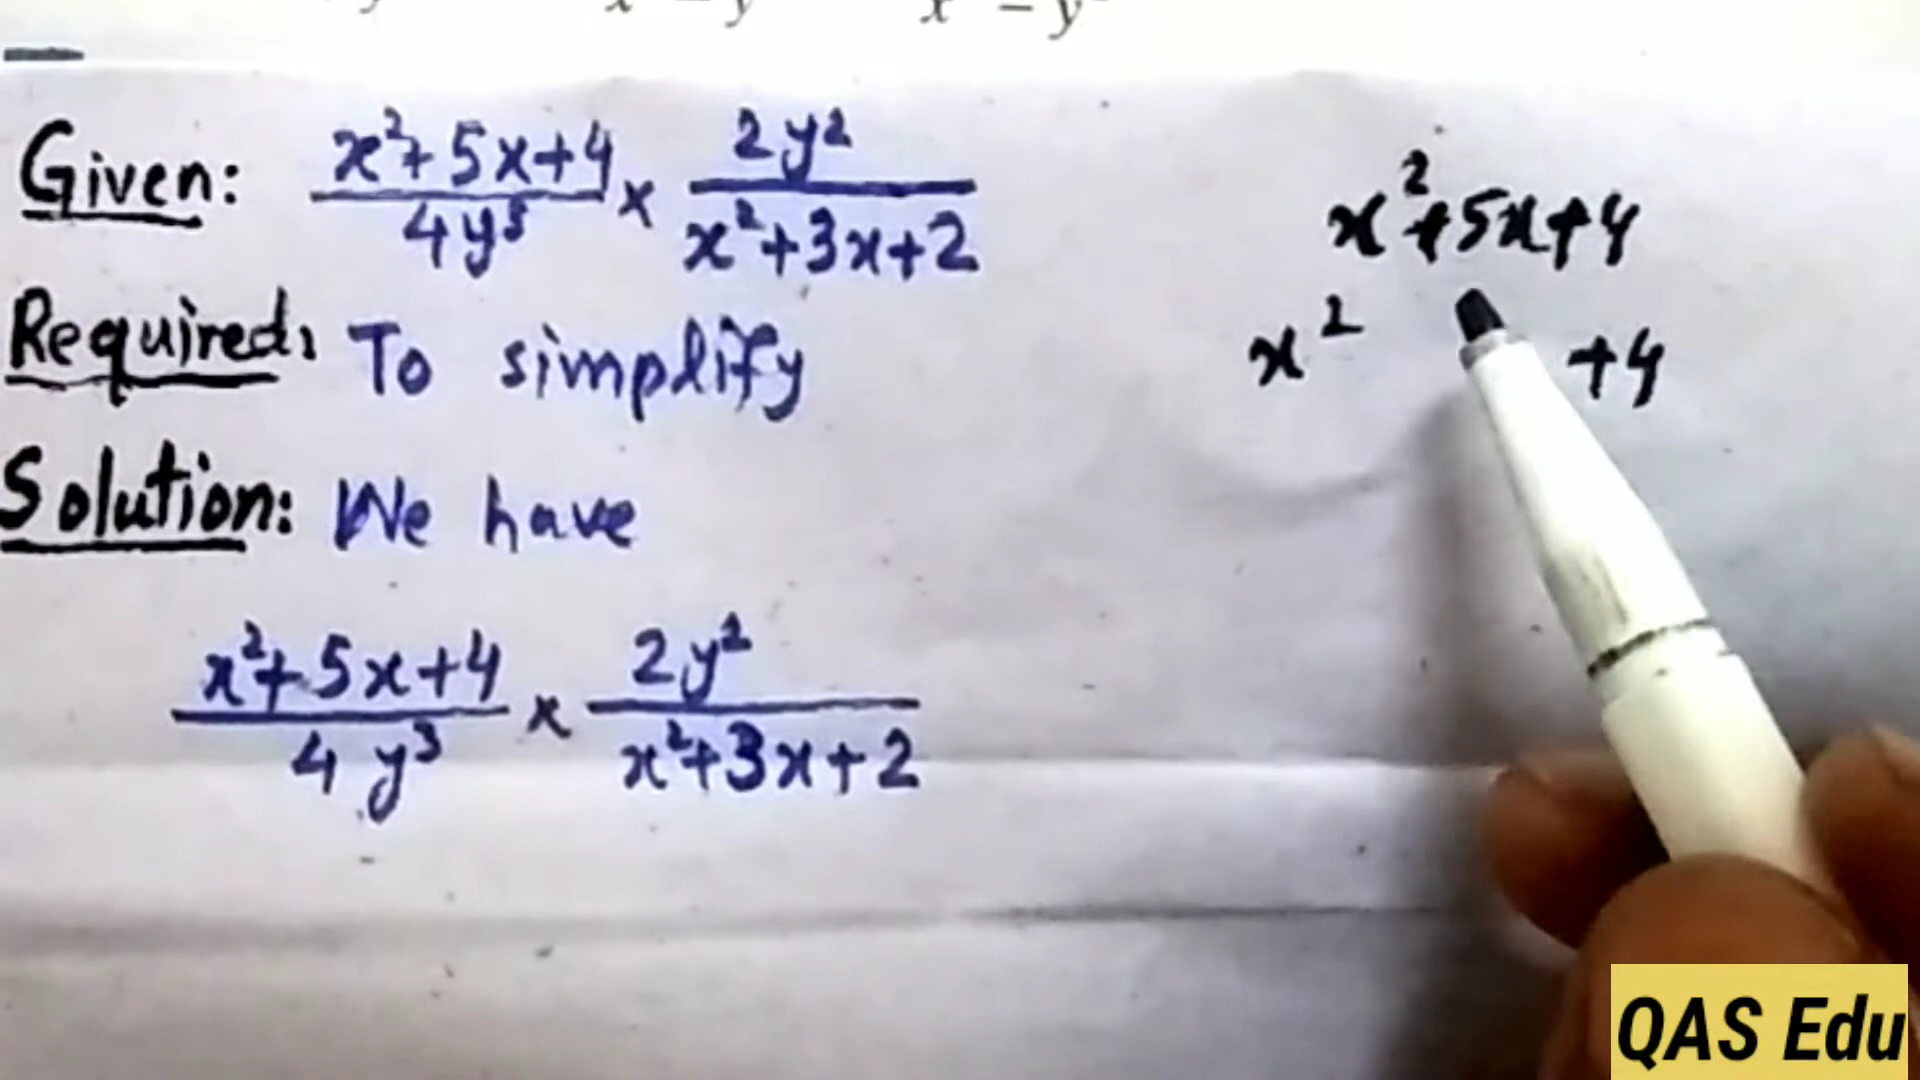 Given: x²+5x+4 / 4y³ × 2y² / x²+3x+2
Required: To simplify
Solution: We have
x²+5x+4 / 4y³ × 2y² / x²+3x+2
x²+5x+4
x² +4
QAS Edu